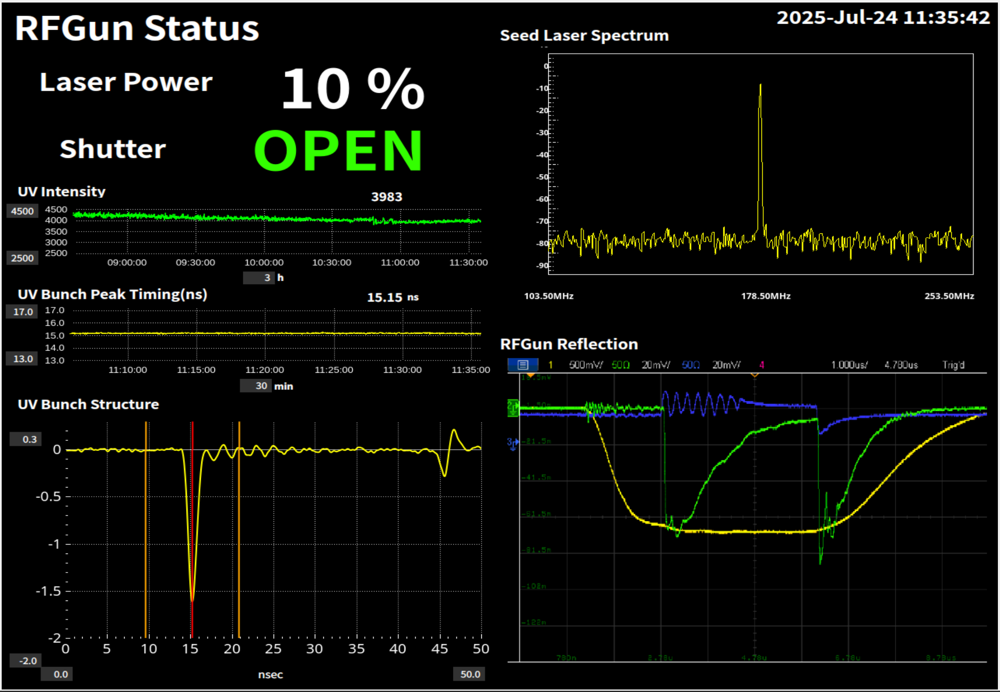 RFGun Status
2025-Jul-24 11:35:42
Laser Power
10 %
Shutter
OPEN
UV Intensity
3983
4500
2500
4500
4000
3500
3000
2500
09:00:00 09:30:00 10:00:00 10:30:00 11:00:00 11:30:00
3 h
UV Bunch Peak Timing(ns)
15.15 ns
17.0
13.0
17.0
16.0
15.0
14.0
13.0
11:10:00 11:15:00 11:20:00 11:25:00 11:30:00 11:35:00
30 min
UV Bunch Structure
0.3
0
-0.5
-1
-1.5
-2
0 5 10 15 20 25 30 35 40 45 50
-2.0
0.0 nsec 50.0
Seed Laser Spectrum
0
-10
-20
-30
-40
-50
-60
-70
-80
-90
103.50MHz 178.50MHz 253.50MHz
RFGun Reflection
1 500mV/ 50Ω 20mV/ 50Ω 20mV/ 4 1.000us/ 4.780us Trig'd
2
3
-21.5m
-41.5m
-61.5m
-81.5m
-102m
-122m
780n 2.78u 4.78u 6.78u 8.78us